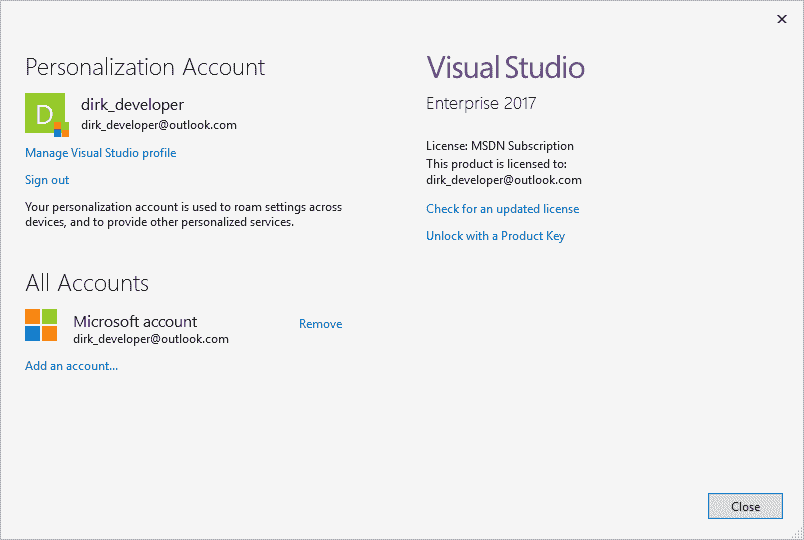 Personalization Account
D
dirk_developer
dirk_developer@outlook.com
Manage Visual Studio profile
Sign out
Your personalization account is used to roam settings across
devices, and to provide other personalized services.
All Accounts
Microsoft account
dirk_developer@outlook.com
Remove
Add an account...
Visual Studio
Enterprise 2017
License: MSDN Subscription
This product is licensed to:
dirk_developer@outlook.com
Check for an updated license
Unlock with a Product Key
Close